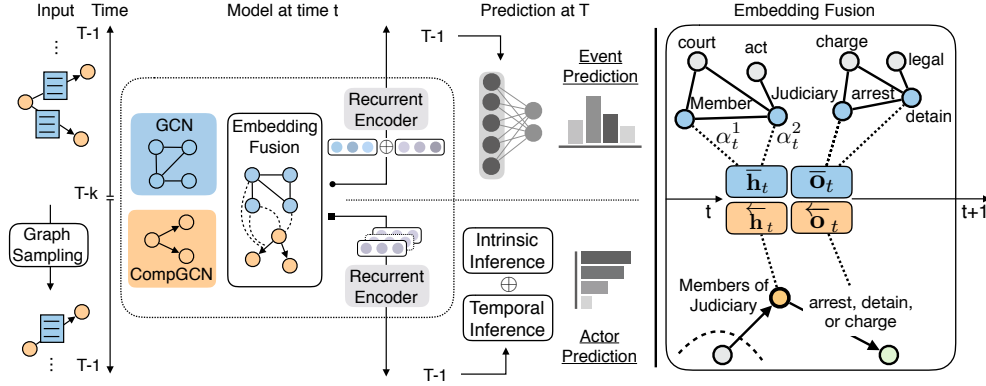 Input
Time
Model at time t
Prediction at T
Embedding Fusion
T-1
T-1
Event
Prediction
Recurrent
Encoder
GCN
Embedding
Fusion
⊕
T-k
Graph
Sampling
CompGCN
Recurrent
Encoder
Intrinsic
Inference
⊕
Temporal
Inference
Actor
Prediction
T-1
T-1
court
act
charge
legal
Member
Judiciary
arrest
detain
α_t^1
α_t^2
h̅_t
o̅_t
t
t+1
h⃖_t
o⃖_t
Members of
Judiciary
arrest, detain,
or charge